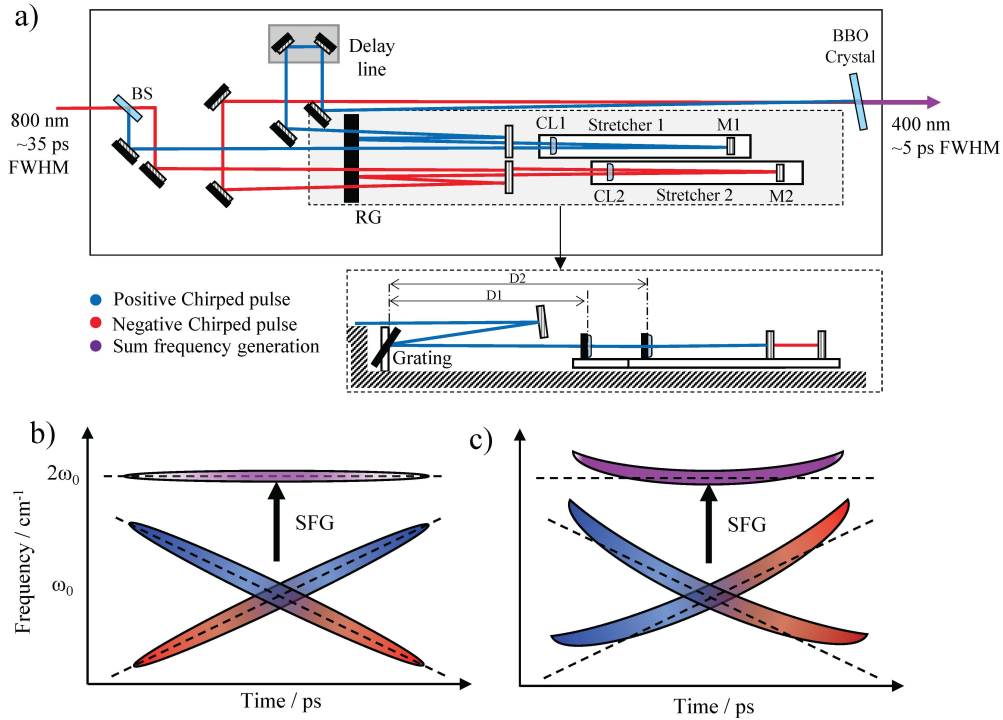 a)
Delay
line
BBO
Crystal
BS
800 nm
~35 ps
FWHM
400 nm
~5 ps FWHM
CL1
Stretcher 1
M1
CL2
Stretcher 2
M2
RG
D2
D1
Grating
Positive Chirped pulse
Negative Chirped pulse
Sum frequency generation
b)
2ω₀
SFG
ω₀
Frequency / cm⁻¹
Time / ps
c)
SFG
Time / ps